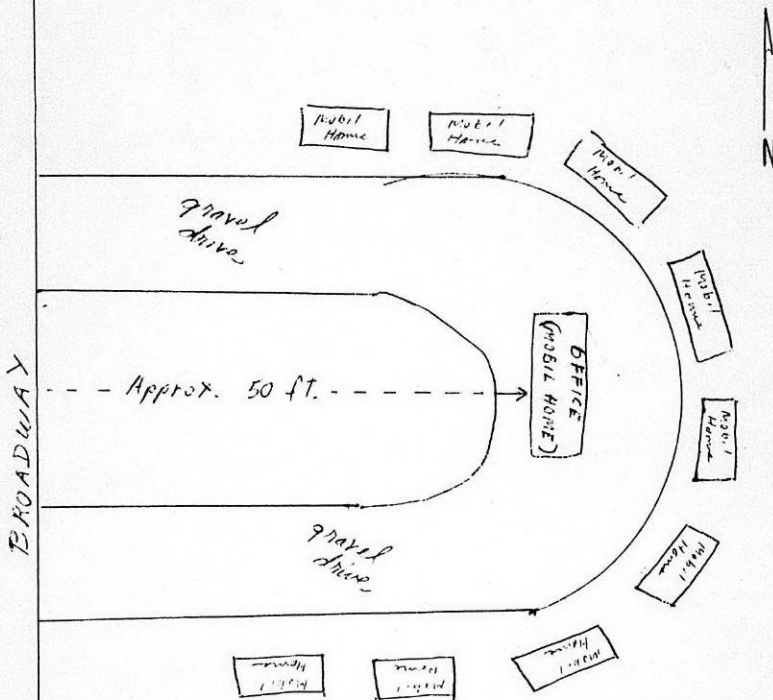 N
Mobil
Home
Mobil
Home
Mobil
Home
gravel
drive
Mobil
Home
OFFICE
(MOBIL HOME)
Approx. 50 ft.
BROADWAY
Mobil
Home
gravel
drive
Mobil
Home
Mobil
Home
Mobil
Home
Mobil
Home